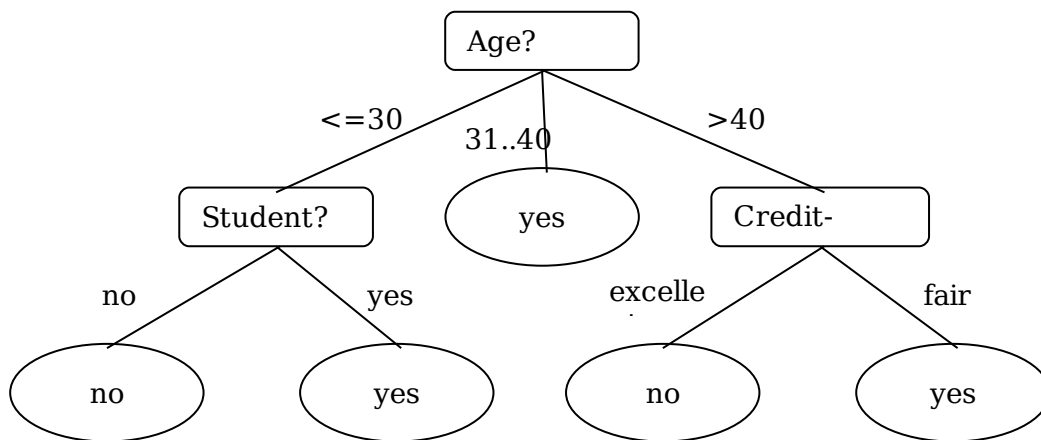 Age?
<=30
31..40
>40
Student?
yes
Credit-
no
yes
excelle
fair
no
yes
no
yes